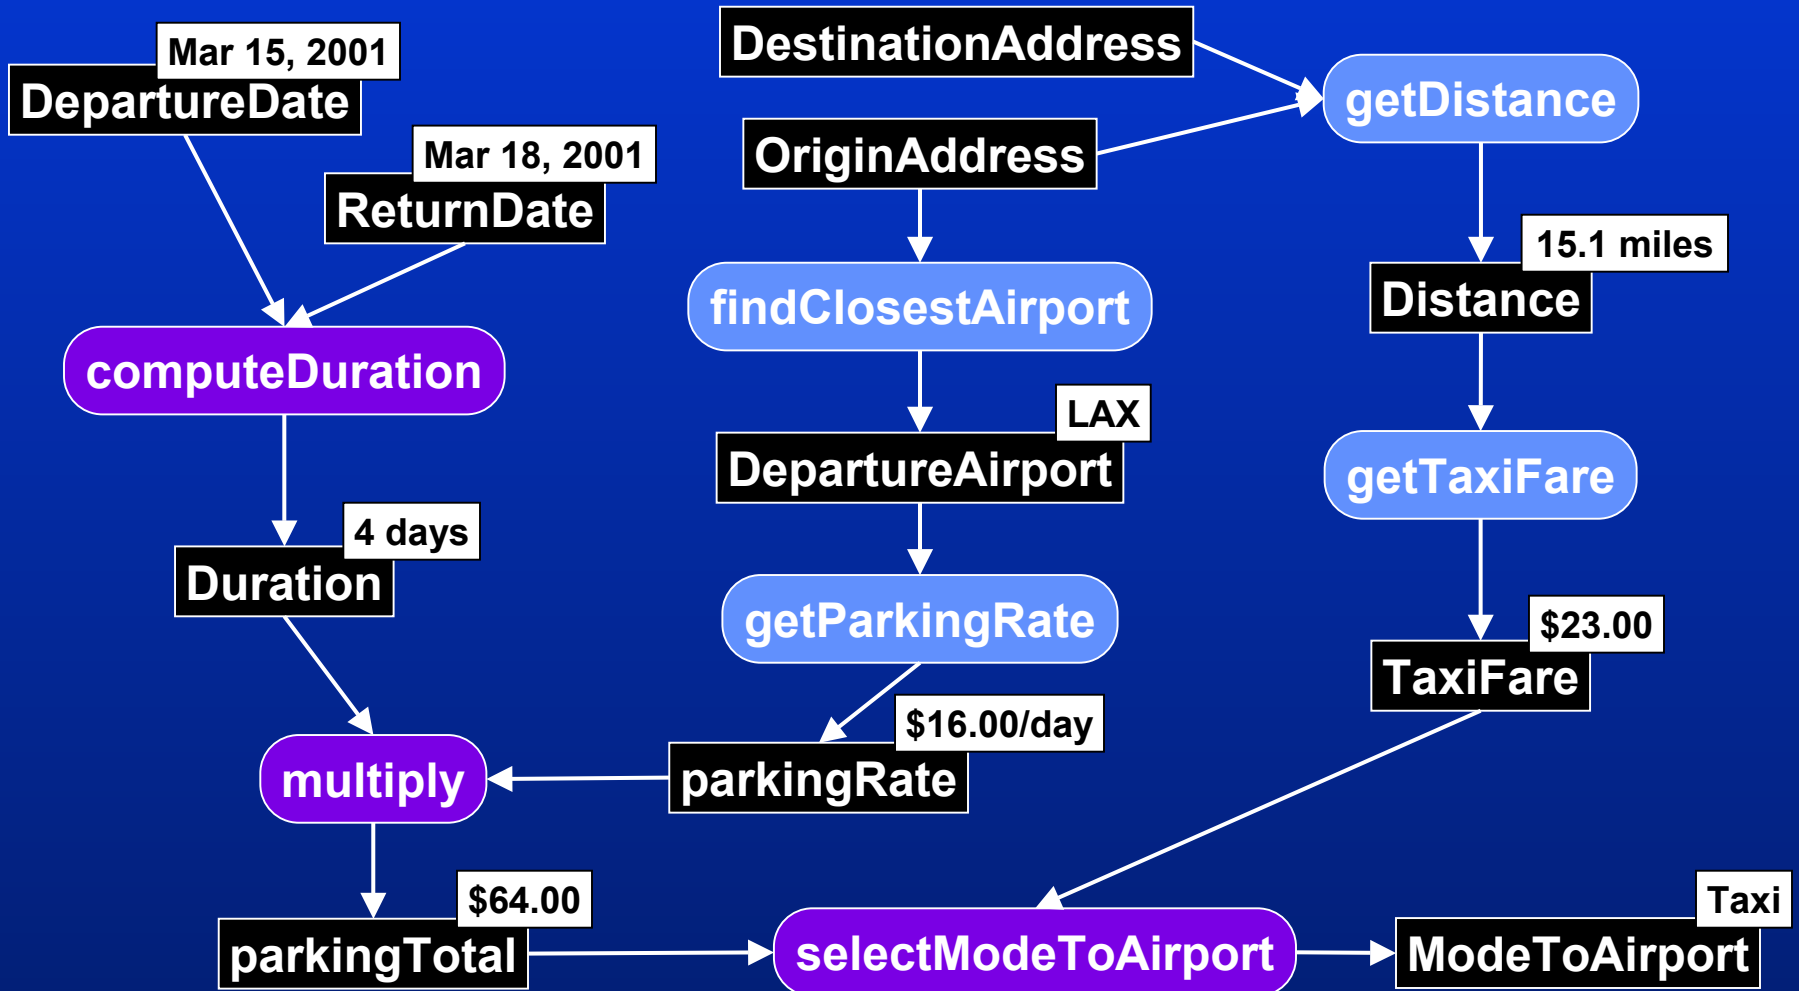 Mar 15, 2001
DepartureDate
Mar 18, 2001
ReturnDate
computeDuration
4 days
Duration
multiply
$64.00
parkingTotal
DestinationAddress
OriginAddress
findClosestAirport
LAX
DepartureAirport
getParkingRate
$16.00/day
parkingRate
getDistance
15.1 miles
Distance
getTaxiFare
$23.00
TaxiFare
selectModeToAirport
Taxi
ModeToAirport